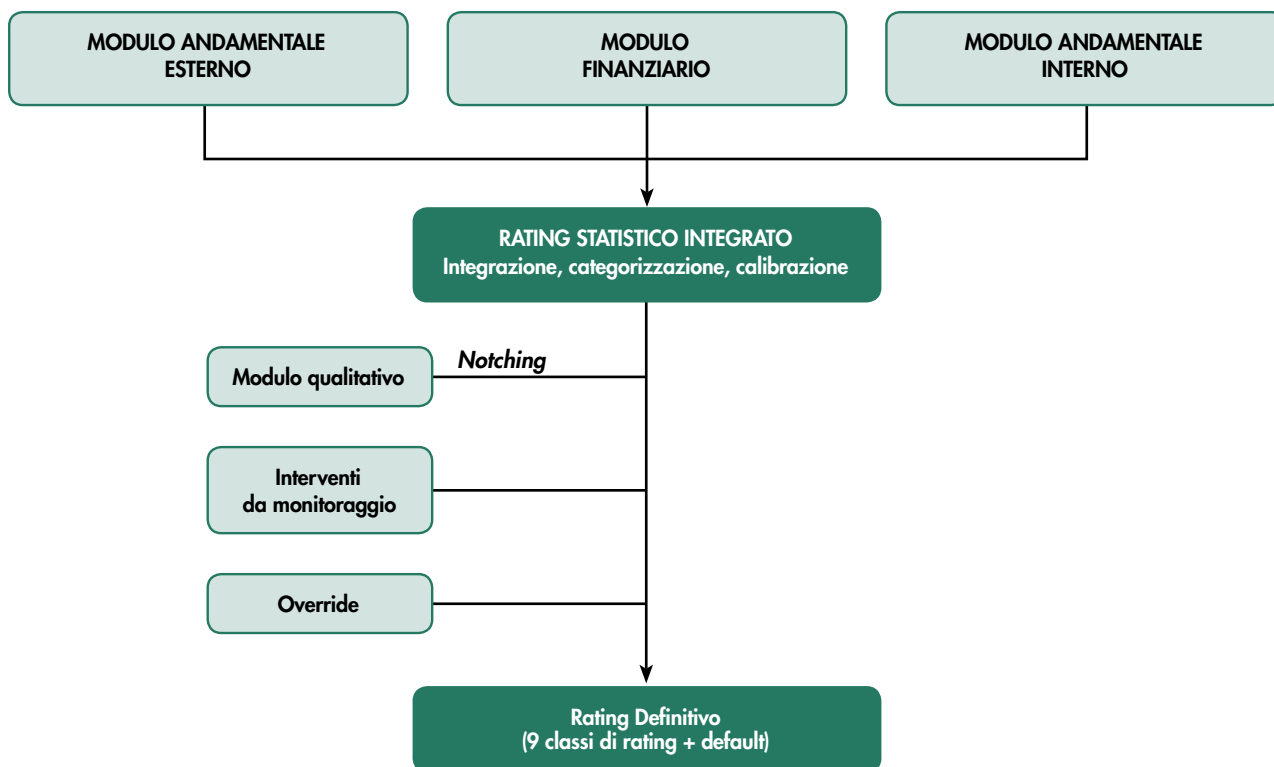 MODULO ANDAMENTALE
ESTERNO
MODULO
FINANZIARIO
MODULO ANDAMENTALE
INTERNO
RATING STATISTICO INTEGRATO
Integrazione, categorizzazione, calibrazione
Notching
Modulo qualitativo
Interventi
da monitoraggio
Override
Rating Definitivo
(9 classi di rating + default)